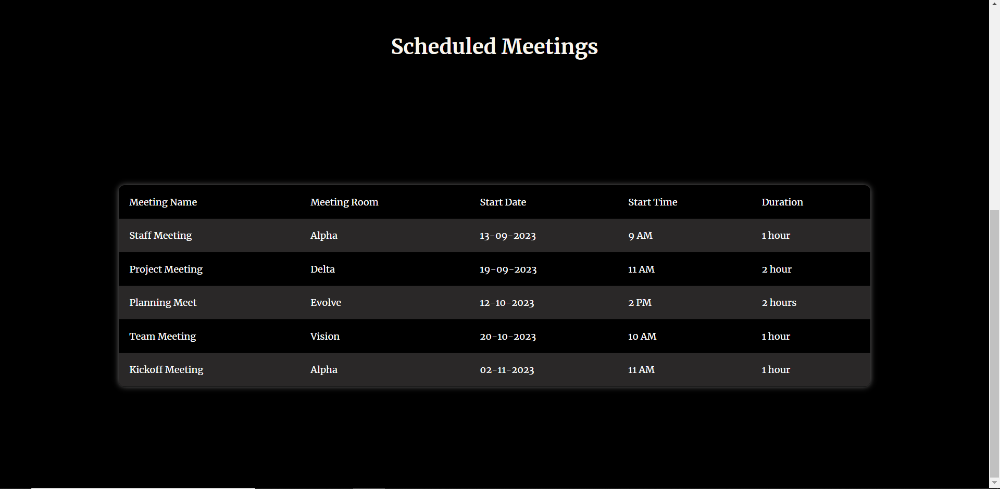 Scheduled Meetings
Meeting Name Meeting Room Start Date Start Time Duration
Staff Meeting Alpha 13-09-2023 9 AM 1 hour
Project Meeting Delta 19-09-2023 11 AM 2 hour
Planning Meet Evolve 12-10-2023 2 PM 2 hours
Team Meeting Vision 20-10-2023 10 AM 1 hour
Kickoff Meeting Alpha 02-11-2023 11 AM 1 hour